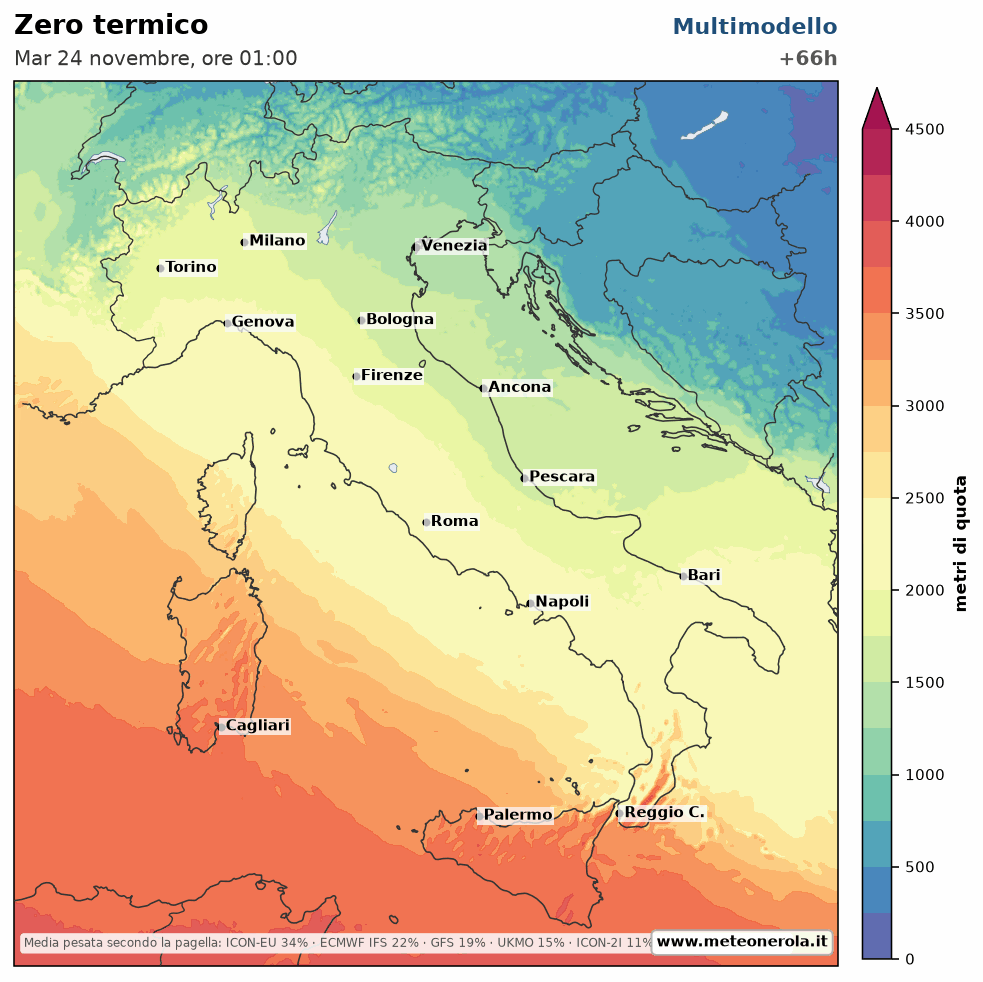 Zero termico
Multimodello
Mar 24 novembre, ore 01:00
+66h
Milano
Venezia
Torino
Genova
Bologna
Firenze
Ancona
Pescara
Roma
Bari
Napoli
Cagliari
Palermo
Reggio C.
4500
4000
3500
3000
2500
2000
1500
1000
500
0
metri di quota
Media pesata secondo la pagella: ICON-EU 34% · ECMWF IFS 22% · GFS 19% · UKMO 15% · ICON-2I 11%
www.meteonerola.it